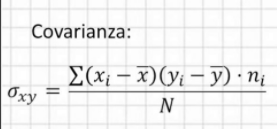 Covarianza:
σxy = Σ(xᵢ − x̅)(yᵢ − y̅) · nᵢ / N